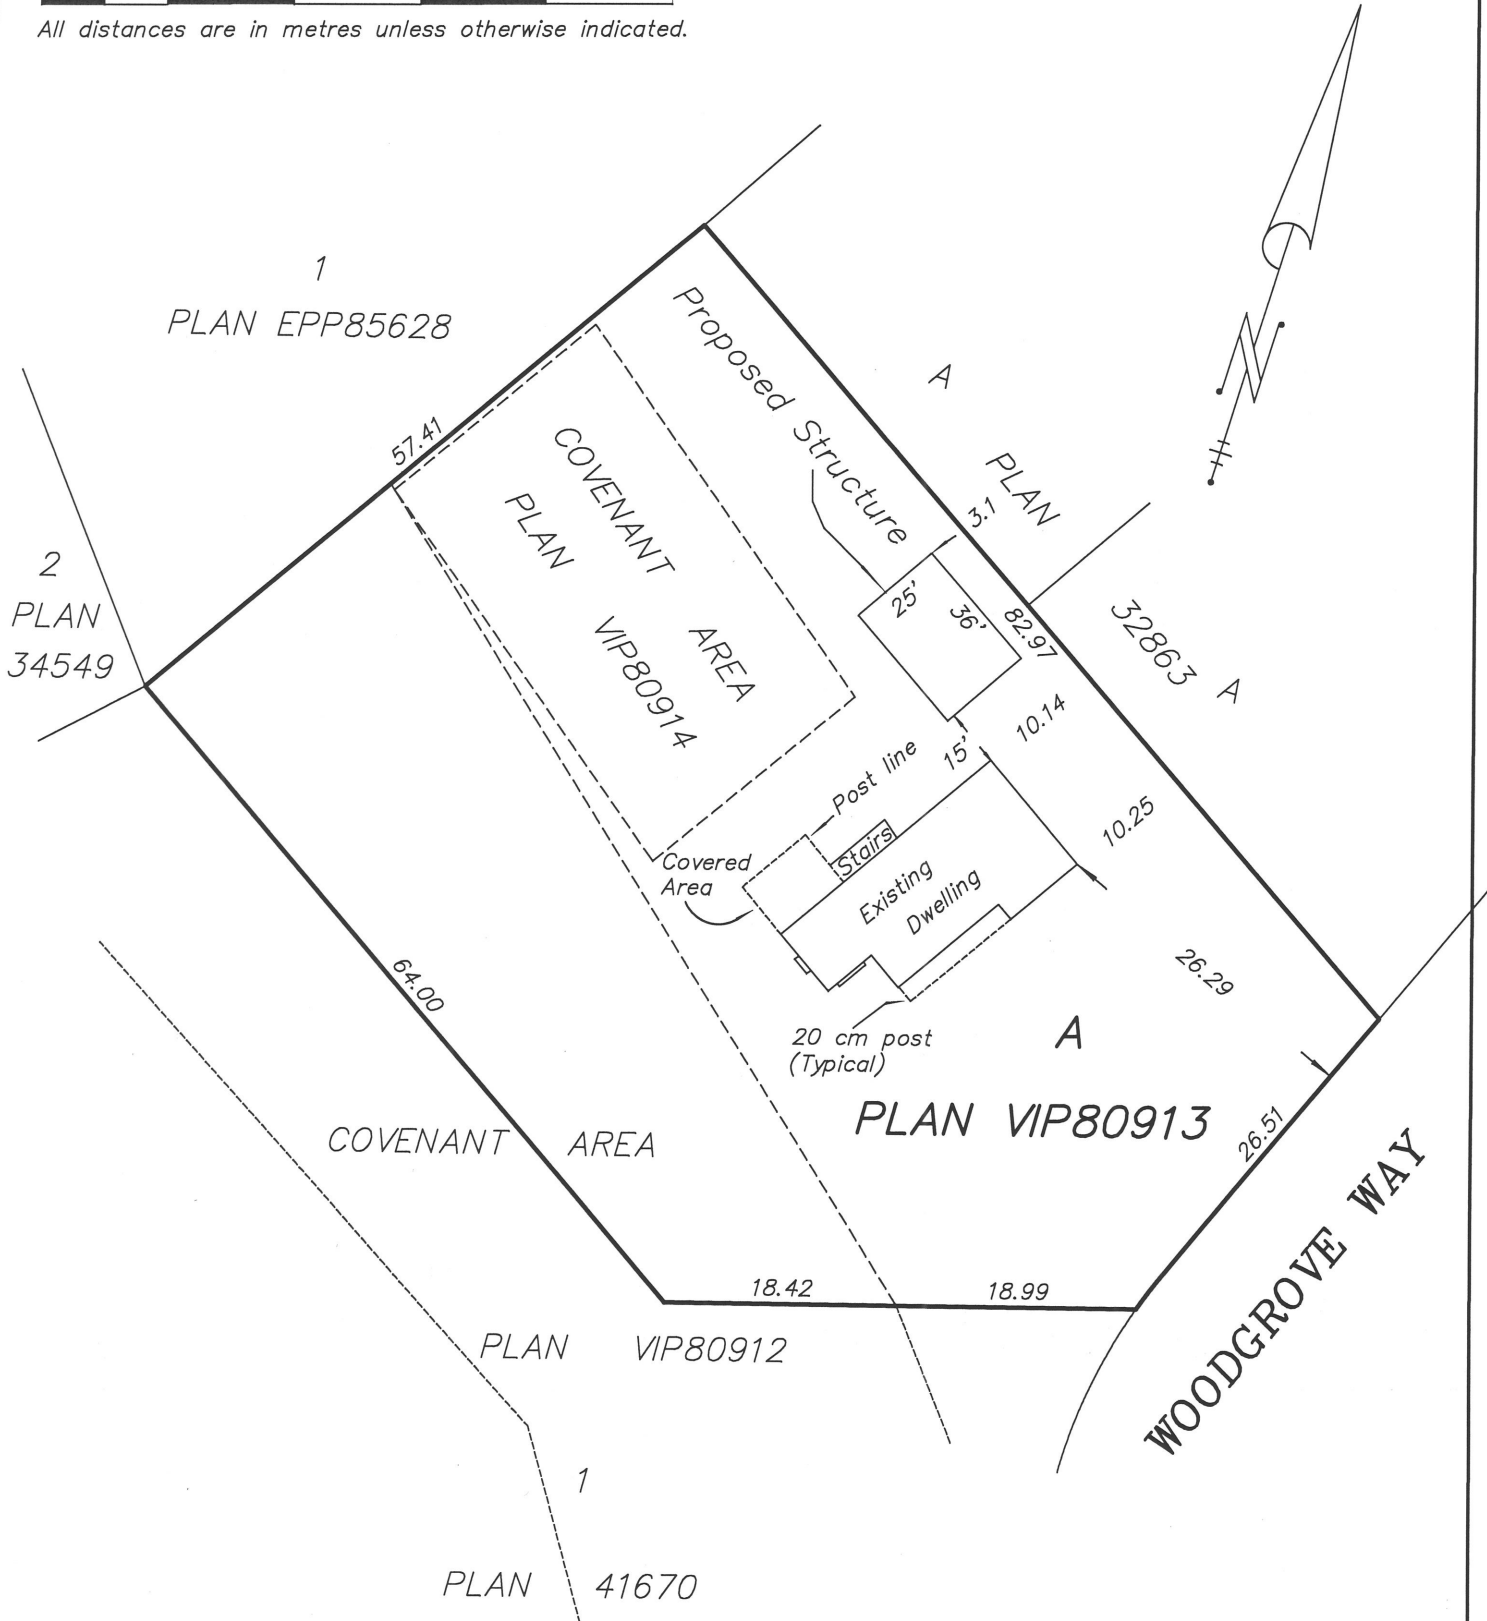 All distances are in metres unless otherwise indicated.
1
PLAN EPP85628
57.41
2
PLAN
34549
Proposed Structure
COVENANT AREA
PLAN VIP80914
A
PLAN 32863
3.1
25'
36'
82.97
A
10.14
15'
Post line
10.25
Stairs
Covered
Area
Existing
Dwelling
26.29
64.00
20 cm post
(Typical)
A
PLAN VIP80913
COVENANT AREA
26.51
WOODGROVE WAY
18.42
18.99
PLAN VIP80912
1
PLAN 41670
N